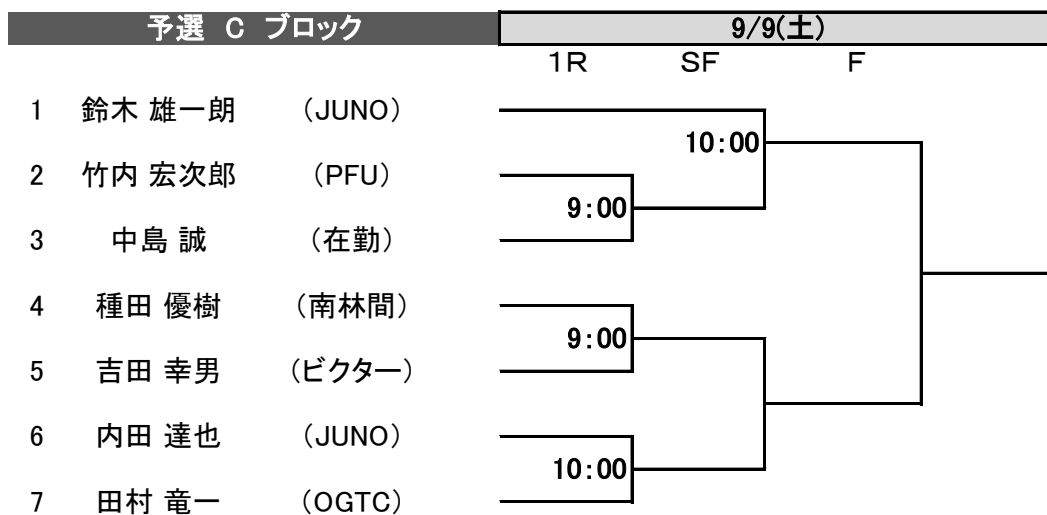 予選 C ブロック 9/9(土)
1R SF F
1 鈴木 雄一朗 （JUNO）
10:00
2 竹内 宏次郎 （PFU）
9:00
3 中島 誠 （在勤）
4 種田 優樹 （南林間）
9:00
5 吉田 幸男 （ビクター）
6 内田 達也 （JUNO）
10:00
7 田村 竜一 （OGTC）